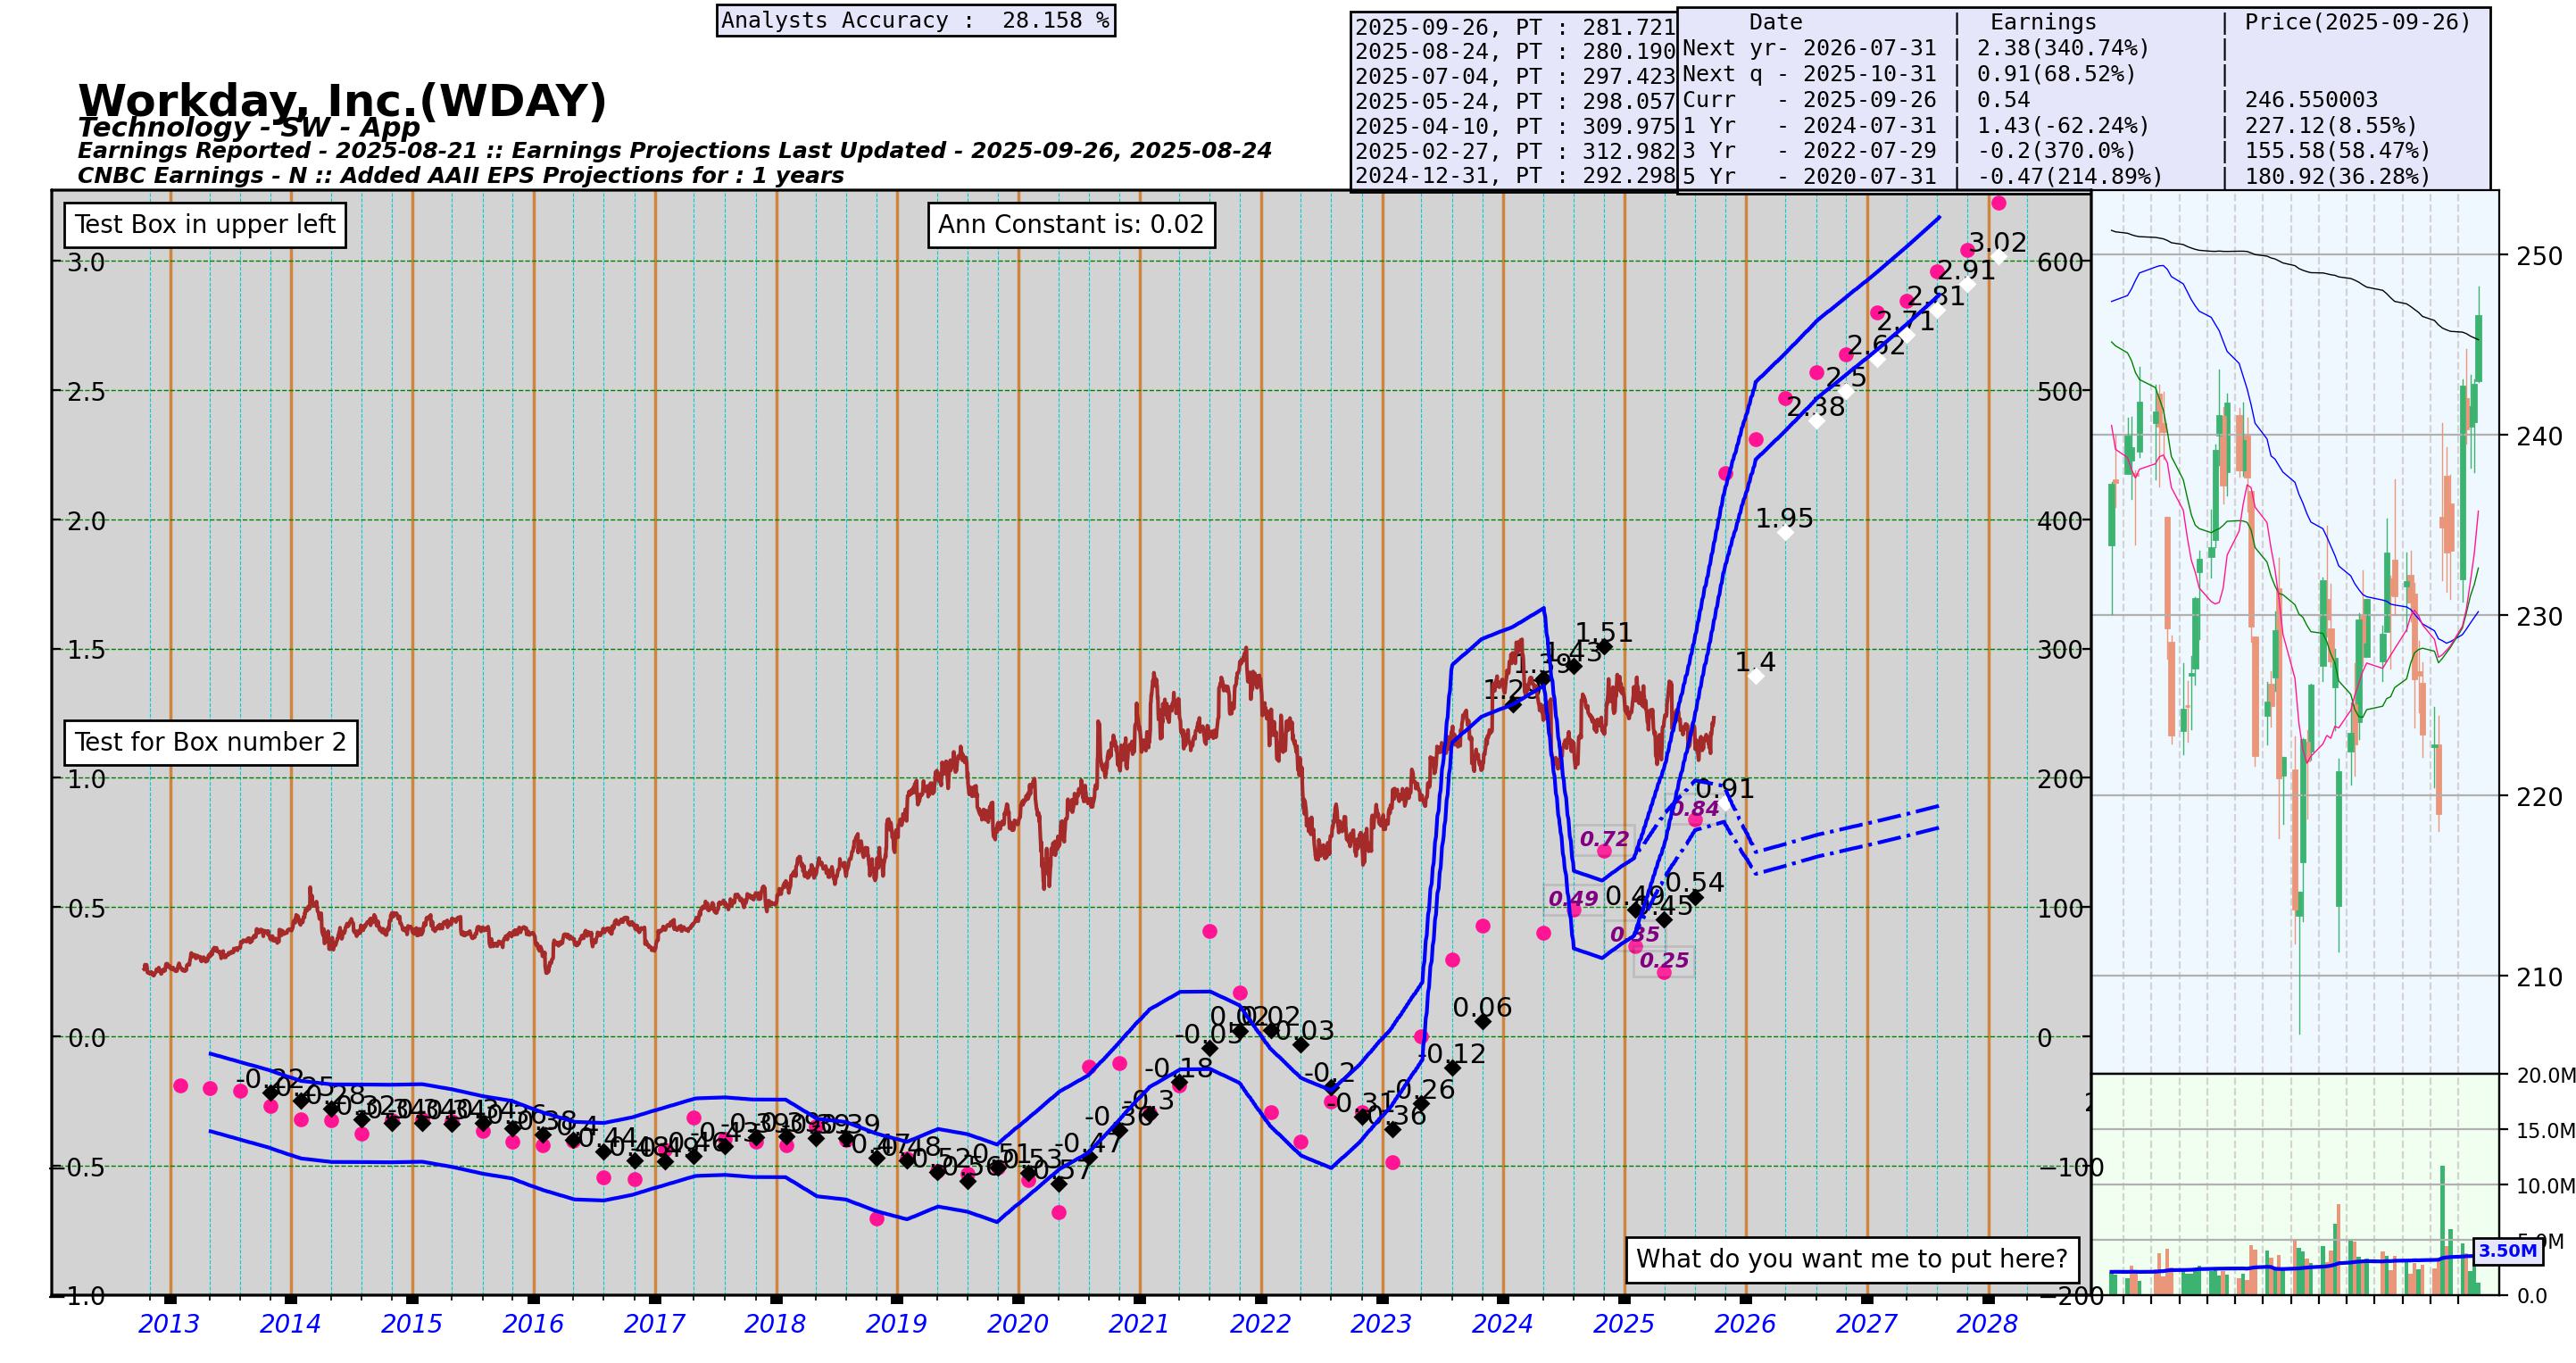 Analysts Accuracy :  28.158 %
2025-09-26, PT : 281.721
2025-08-24, PT : 280.190
2025-07-04, PT : 297.423
2025-05-24, PT : 298.057
2025-04-10, PT : 309.975
2025-02-27, PT : 312.982
2024-12-31, PT : 292.298
Date | Earnings | Price(2025-09-26)
Next yr- 2026-07-31 | 2.38(340.74%) |
Next q - 2025-10-31 | 0.91(68.52%) |
Curr - 2025-09-26 | 0.54 | 246.550003
1 Yr - 2024-07-31 | 1.43(-62.24%) | 227.12(8.55%)
3 Yr - 2022-07-29 | -0.2(370.0%) | 155.58(58.47%)
5 Yr - 2020-07-31 | -0.47(214.89%) | 180.92(36.28%)
Workday, Inc.(WDAY)
Technology - SW - App
Earnings Reported - 2025-08-21 :: Earnings Projections Last Updated - 2025-09-26, 2025-08-24
CNBC Earnings - N :: Added AAII EPS Projections for : 1 years
Test Box in upper left
Ann Constant is: 0.02
Test for Box number 2
What do you want me to put here?
3.0
2.5
2.0
1.5
1.0
0.5
0.0
−0.5
−1.0
600
500
400
300
200
100
0
−100
−200
250
240
230
220
210
20.0M
15.0M
10.0M
3.50M
0.0
3.02
2.91
2.81
2.71
2.62
2.5
2.38
1.95
1.4
1.51
1.43
1.39
0.91
0.84
0.72
0.54
0.49
0.49
0.35
0.25
0.06
-0.12
-0.26
-0.36
-0.31
-0.2
-0.03
0.02
0.02
-0.05
-0.18
-0.3
-0.36
-0.47
-0.57
2013 2014 2015 2016 2017 2018 2019 2020 2021 2022 2023 2024 2025 2026 2027 2028